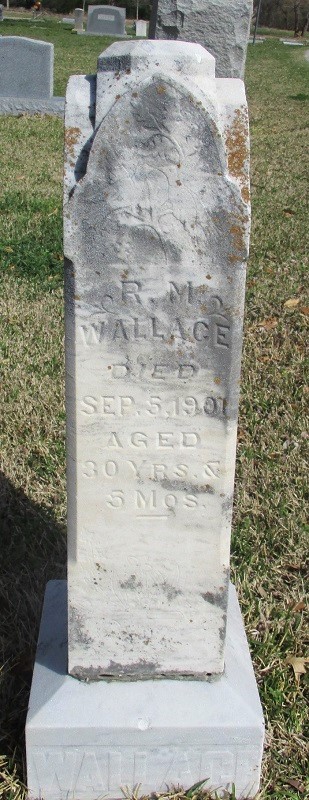 R. M.
WALLACE
DIED
SEP. 5, 1901
AGED
30 YRS. &
5 MOS.
WALLACE